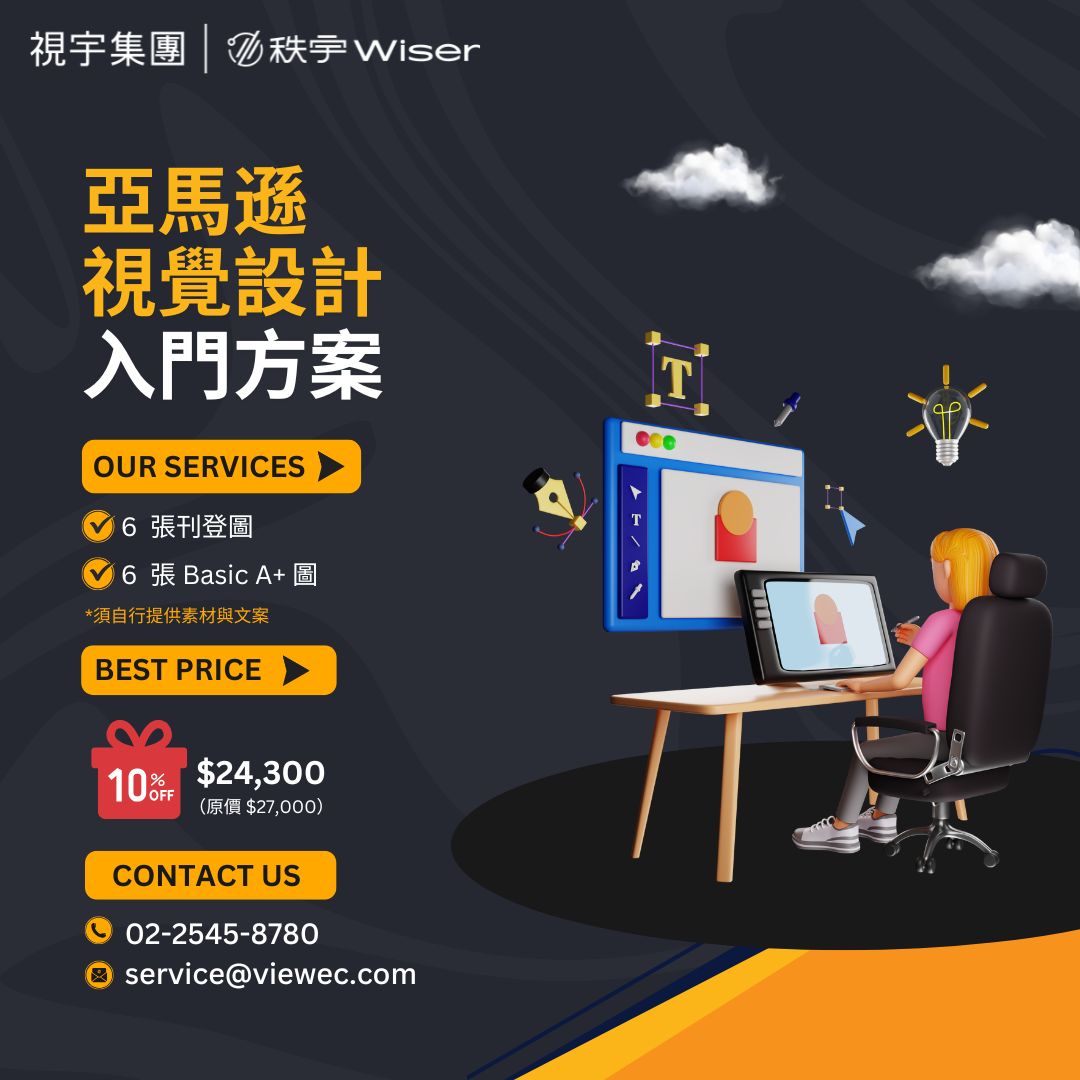 視宇集團 | 秩宇 Wiser
亞馬遜
視覺設計
入門方案
OUR SERVICES
6 張刊登圖
6 張 Basic A+ 圖
*須自行提供素材與文案
BEST PRICE
10% OFF
$24,300
(原價 $27,000)
CONTACT US
02-2545-8780
service@viewec.com
T
T